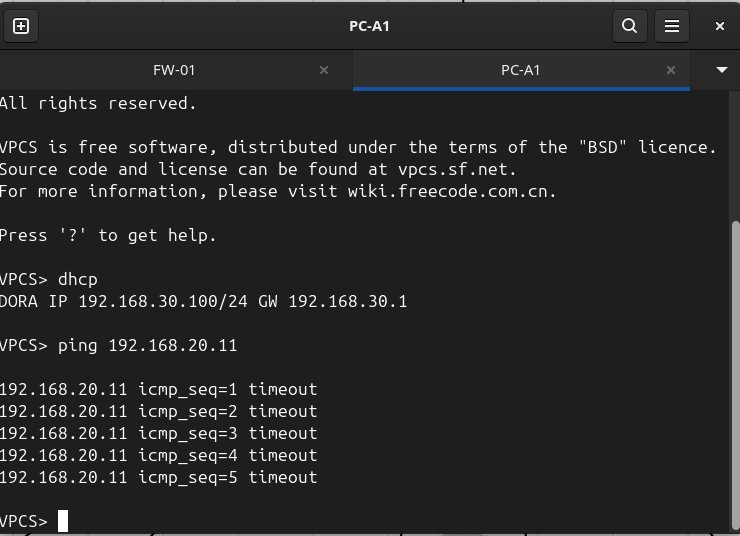 PC-A1
FW-01
PC-A1
All rights reserved.
VPCS is free software, distributed under the terms of the "BSD" licence.
Source code and license can be found at vpcs.sf.net.
For more information, please visit wiki.freecode.com.cn.
Press '?' to get help.
VPCS> dhcp
DORA IP 192.168.30.100/24 GW 192.168.30.1
VPCS> ping 192.168.20.11
192.168.20.11 icmp_seq=1 timeout
192.168.20.11 icmp_seq=2 timeout
192.168.20.11 icmp_seq=3 timeout
192.168.20.11 icmp_seq=4 timeout
192.168.20.11 icmp_seq=5 timeout
VPCS>